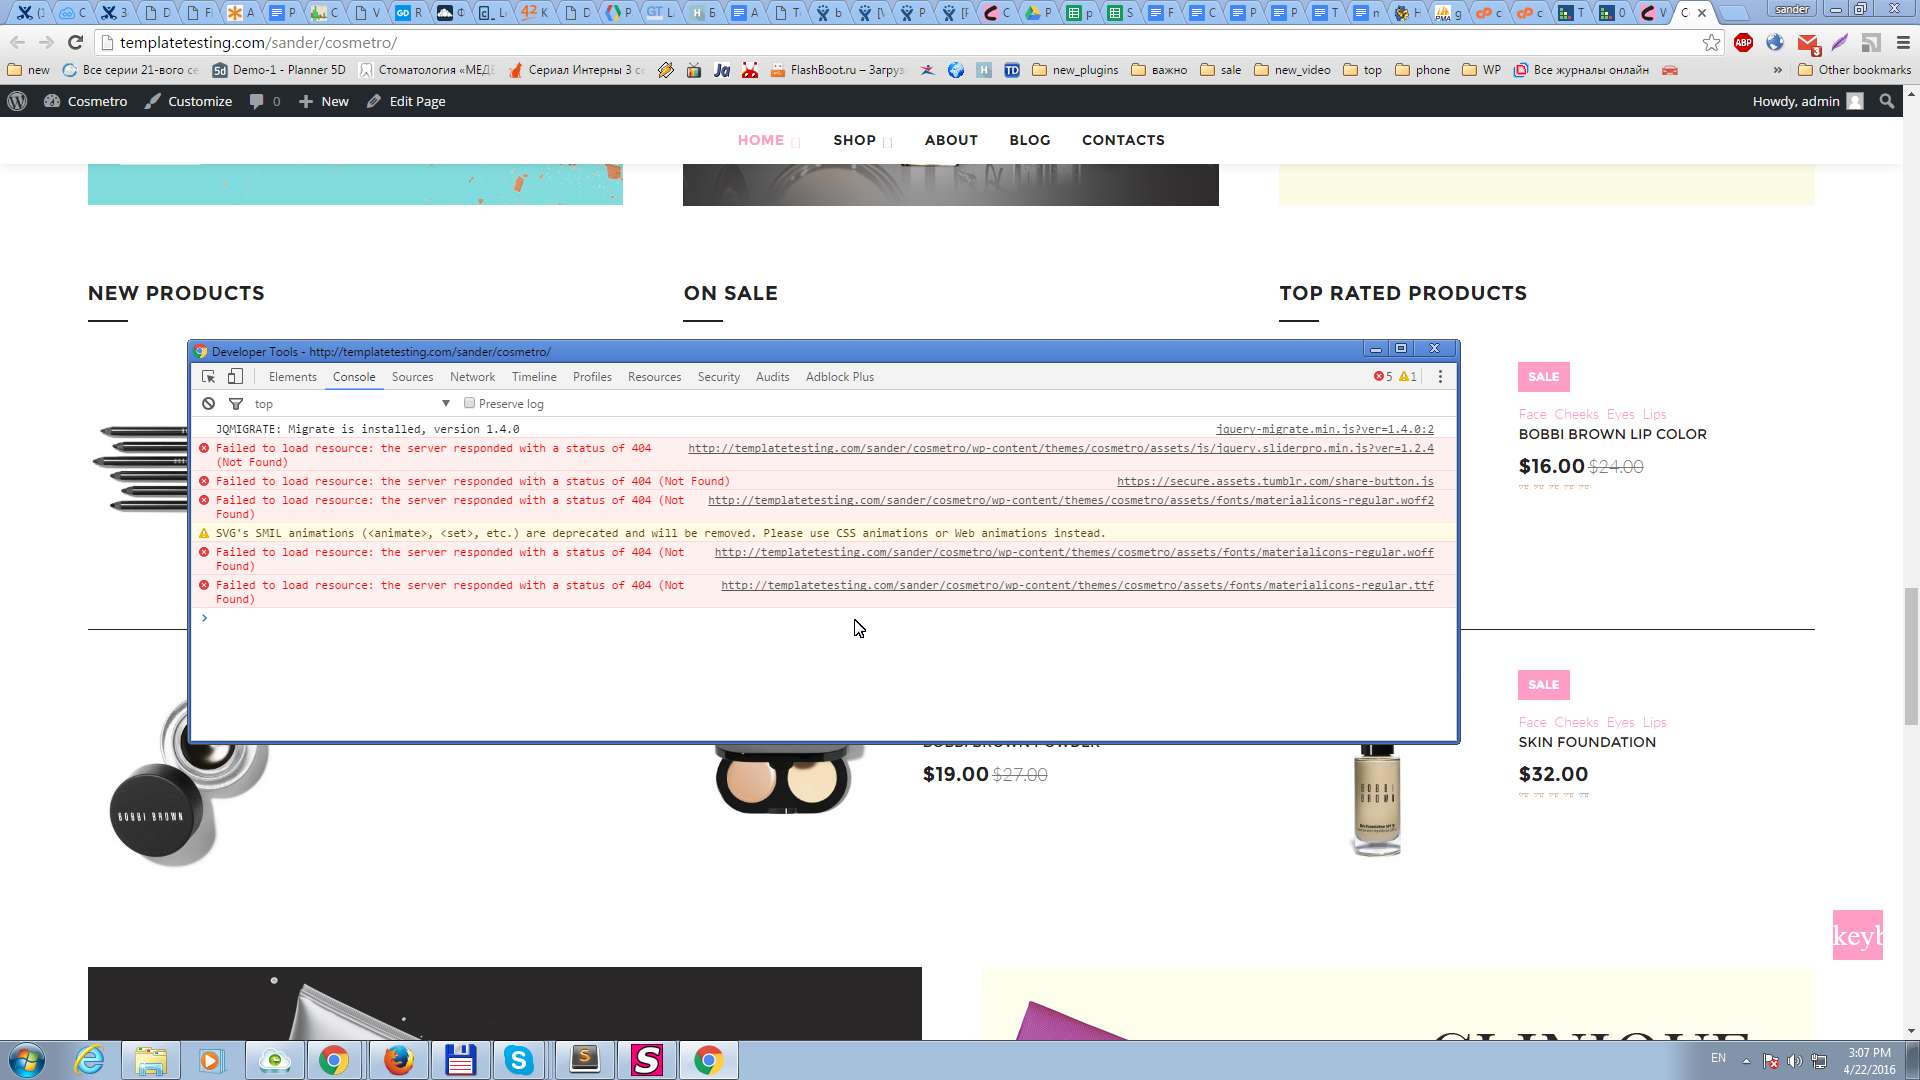 sander
templatetesting.com/sander/cosmetro/
new
Все серии 21-вого се
Demo-1 - Planner 5D
Стоматология «МЕДЕ
Сериал Интерны 3 с
FlashBoot.ru – Загруз
new_plugins
важно
sale
new_video
top
phone
WP
Все журналы онлайн
»
Other bookmarks
Cosmetro
Customize
0
New
Edit Page
Howdy, admin
HOME
SHOP
ABOUT
BLOG
CONTACTS
NEW PRODUCTS
ON SALE
TOP RATED PRODUCTS
Developer Tools - http://templatetesting.com/sander/cosmetro/
Elements Console Sources Network Timeline Profiles Resources Security Audits Adblock Plus
5 1
top
Preserve log
JQMIGRATE: Migrate is installed, version 1.4.0 jquery-migrate.min.js?ver=1.4.0:2
Failed to load resource: the server responded with a status of 404 http://templatetesting.com/sander/cosmetro/wp-content/themes/cosmetro/assets/js/jquery.sliderpro.min.js?ver=1.2.4
(Not Found)
Failed to load resource: the server responded with a status of 404 (Not Found) https://secure.assets.tumblr.com/share-button.js
Failed to load resource: the server responded with a status of 404 (Not http://templatetesting.com/sander/cosmetro/wp-content/themes/cosmetro/assets/fonts/materialicons-regular.woff2
Found)
SVG's SMIL animations (<animate>, <set>, etc.) are deprecated and will be removed. Please use CSS animations or Web animations instead.
Failed to load resource: the server responded with a status of 404 (Not http://templatetesting.com/sander/cosmetro/wp-content/themes/cosmetro/assets/fonts/materialicons-regular.woff
Found)
Failed to load resource: the server responded with a status of 404 (Not http://templatetesting.com/sander/cosmetro/wp-content/themes/cosmetro/assets/fonts/materialicons-regular.ttf
Found)
SALE
Face Cheeks Eyes Lips
BOBBI BROWN LIP COLOR
$16.00 $24.00
SALE
Face Cheeks Eyes Lips
SKIN FOUNDATION
$32.00
BOBBI BROWN POWDER
$19.00 $27.00
BOBBI BROWN
BOBBI
BROWN
keyb
CLINIQUE
EN
3:07 PM
4/22/2016